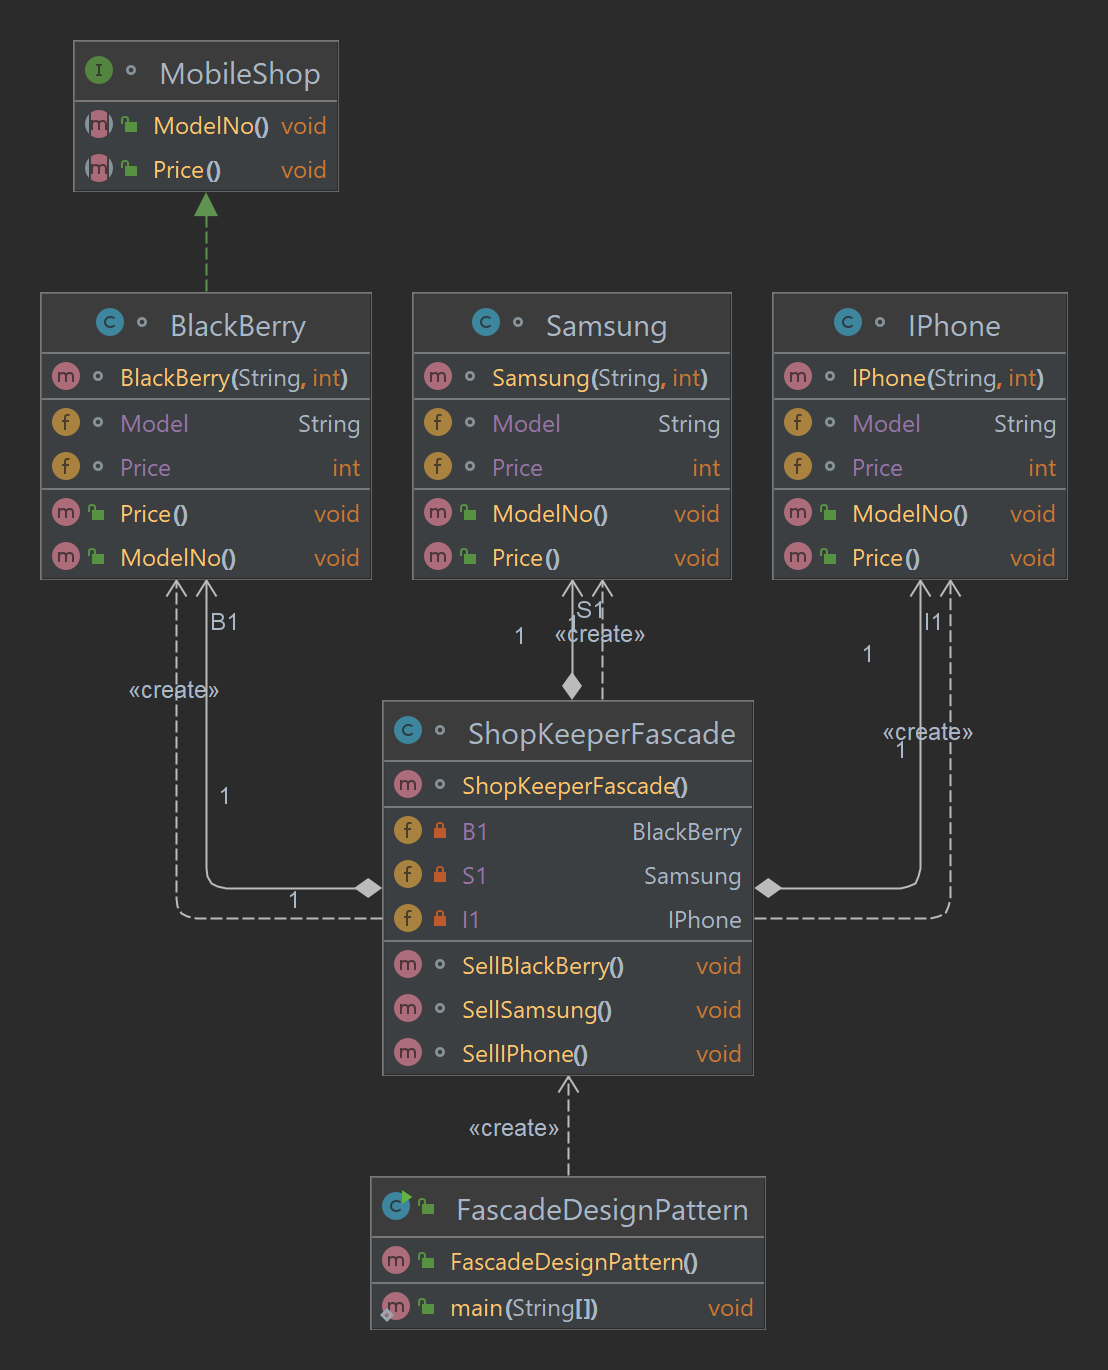 MobileShop
ModelNo() void
Price() void
BlackBerry
BlackBerry(String, int)
Model String
Price int
Price() void
ModelNo() void
Samsung
Samsung(String, int)
Model String
Price int
ModelNo() void
Price() void
IPhone
IPhone(String, int)
Model String
Price int
ModelNo() void
Price() void
B1
«create»
1
1
S1
1
1
«create»
I1
1
«create»
1
ShopKeeperFascade
ShopKeeperFascade()
B1 BlackBerry
S1 Samsung
I1 IPhone
SellBlackBerry() void
SellSamsung() void
SellIPhone() void
«create»
FascadeDesignPattern
FascadeDesignPattern()
main(String[]) void